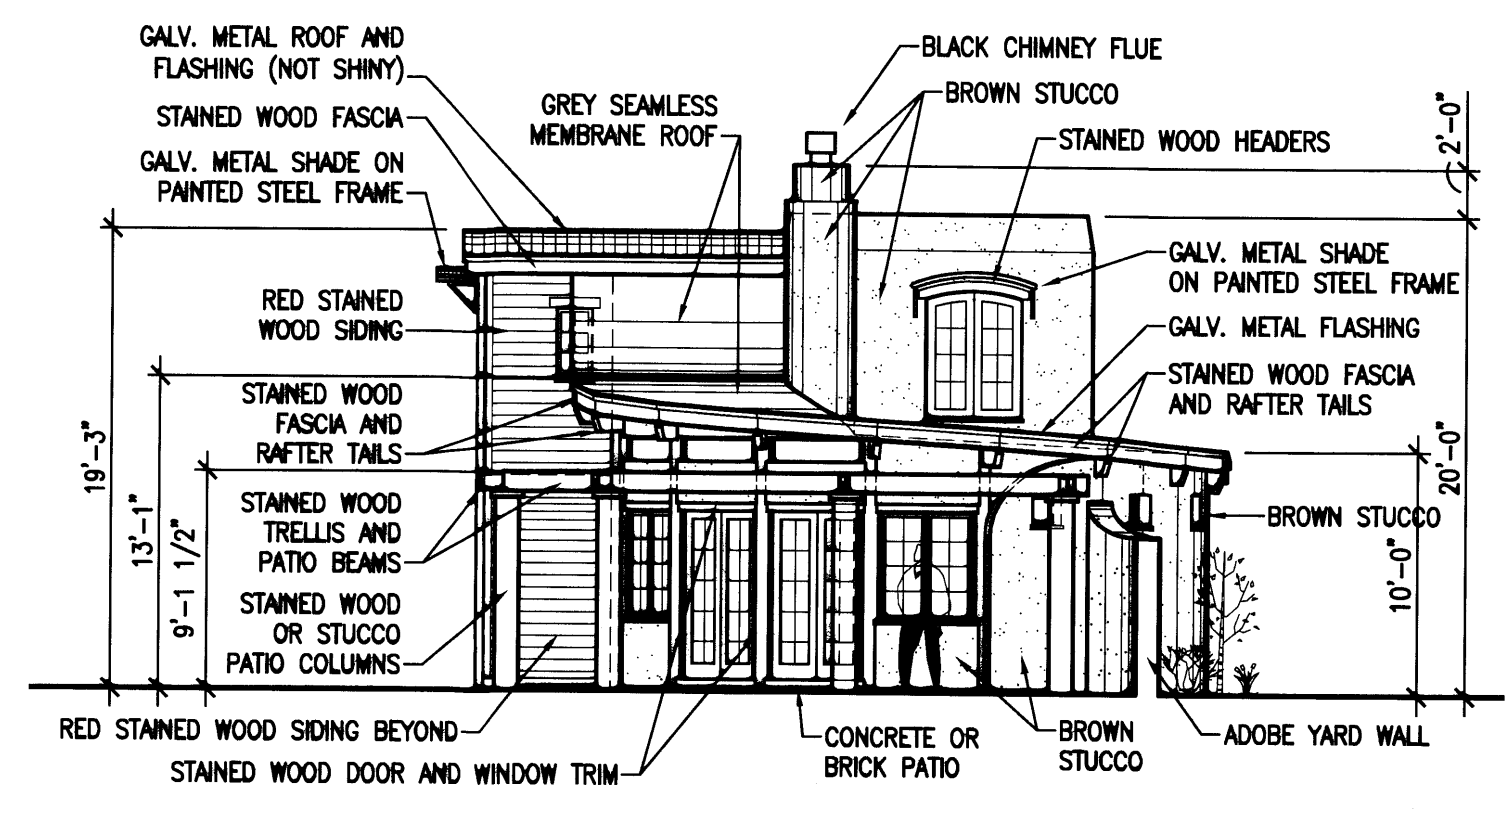 GALV. METAL ROOF AND
FLASHING (NOT SHINY)
STAINED WOOD FASCIA
GALV. METAL SHADE ON
PAINTED STEEL FRAME
GREY SEAMLESS
MEMBRANE ROOF
BLACK CHIMNEY FLUE
BROWN STUCCO
STAINED WOOD HEADERS
2'-0"
GALV. METAL SHADE
ON PAINTED STEEL FRAME
GALV. METAL FLASHING
STAINED WOOD FASCIA
AND RAFTER TAILS
RED STAINED
WOOD SIDING
STAINED WOOD
FASCIA AND
RAFTER TAILS
STAINED WOOD
TRELLIS AND
PATIO BEAMS
STAINED WOOD
OR STUCCO
PATIO COLUMNS
19'-3"
13'-1"
9'-1 1/2"
BROWN STUCCO
10'-0"
20'-0"
RED STAINED WOOD SIDING BEYOND
STAINED WOOD DOOR AND WINDOW TRIM
CONCRETE OR
BRICK PATIO
BROWN
STUCCO
ADOBE YARD WALL